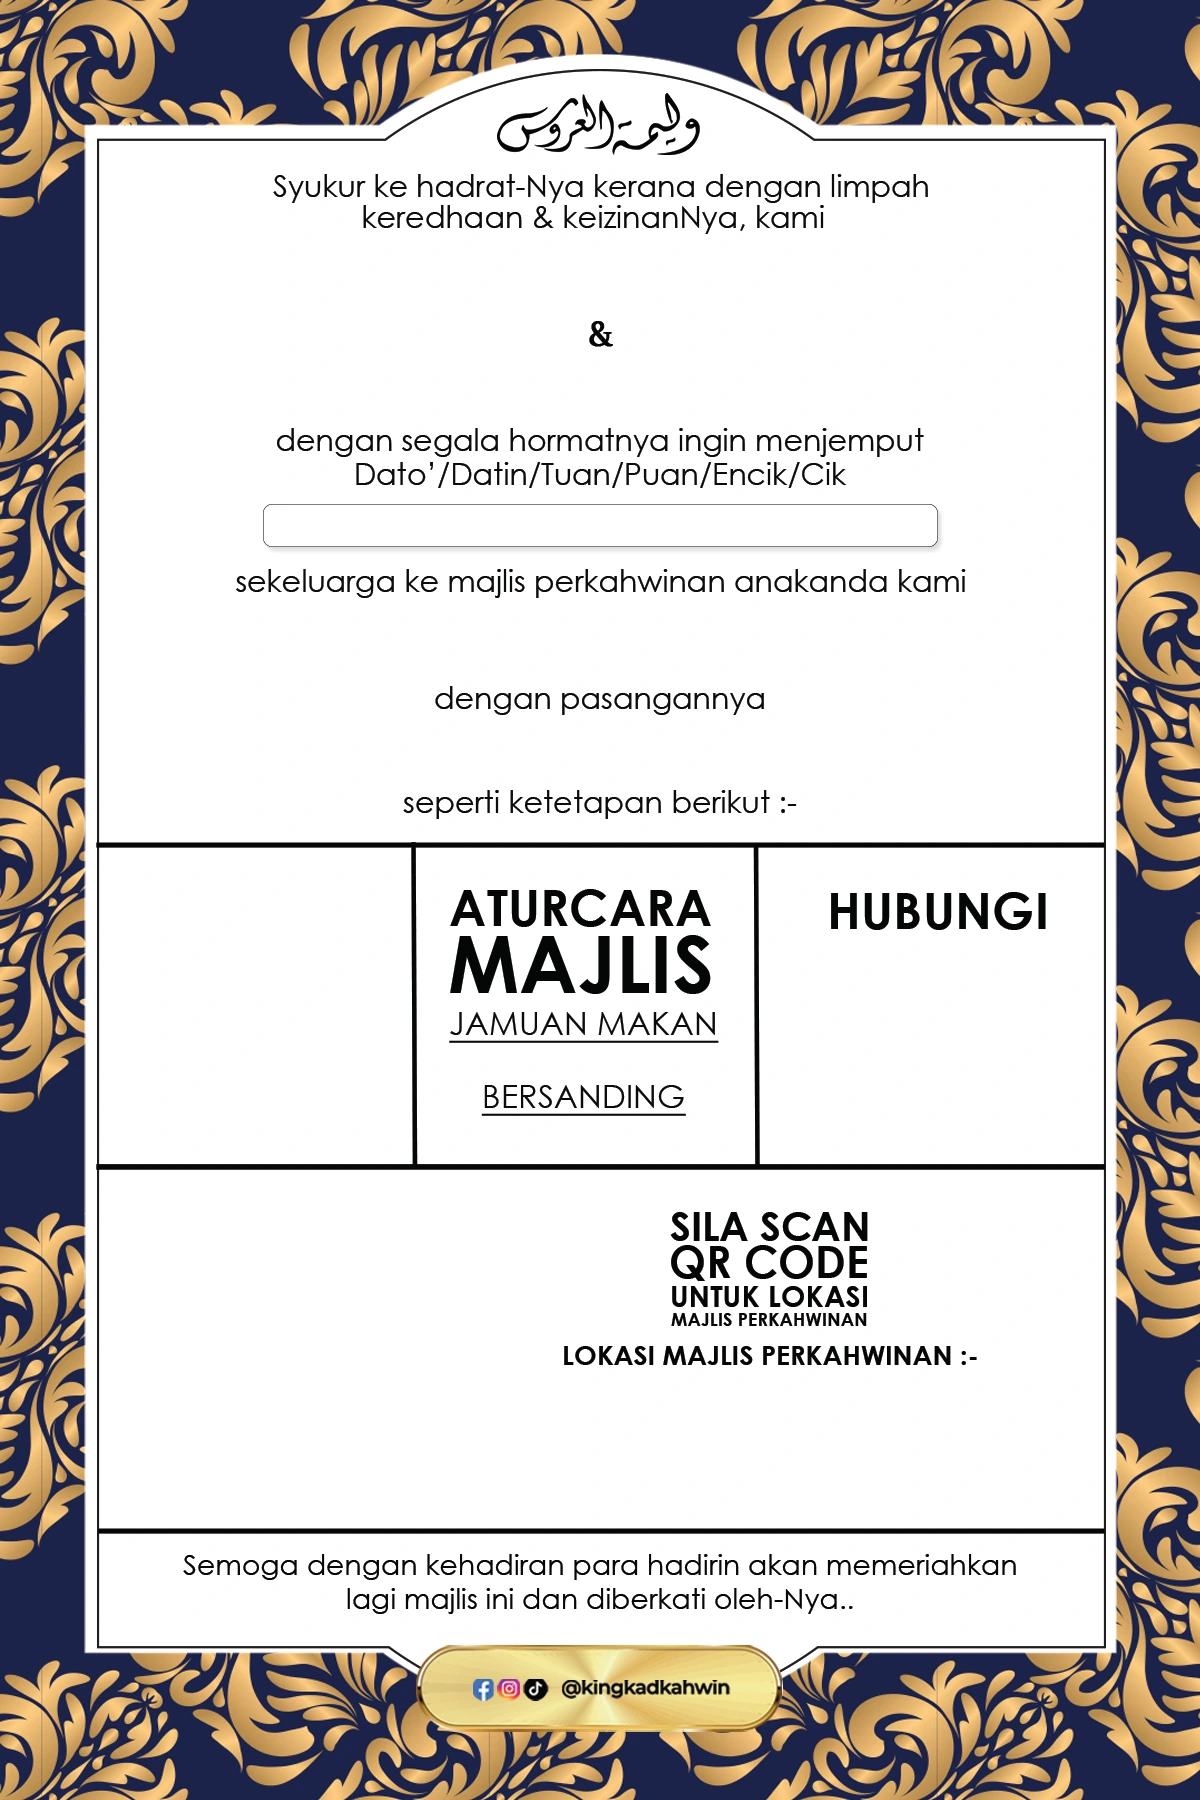 وليمة العروس
Syukur ke hadrat-Nya kerana dengan limpah
keredhaan & keizinanNya, kami
&
dengan segala hormatnya ingin menjemput
Dato’/Datin/Tuan/Puan/Encik/Cik
sekeluarga ke majlis perkahwinan anakanda kami
dengan pasangannya
seperti ketetapan berikut :-
ATURCARA
MAJLIS
JAMUAN MAKAN
BERSANDING
HUBUNGI
SILA SCAN
QR CODE
UNTUK LOKASI
MAJLIS PERKAHWINAN
LOKASI MAJLIS PERKAHWINAN :-
Semoga dengan kehadiran para hadirin akan memeriahkan
lagi majlis ini dan diberkati oleh-Nya..
@kingkadkahwin